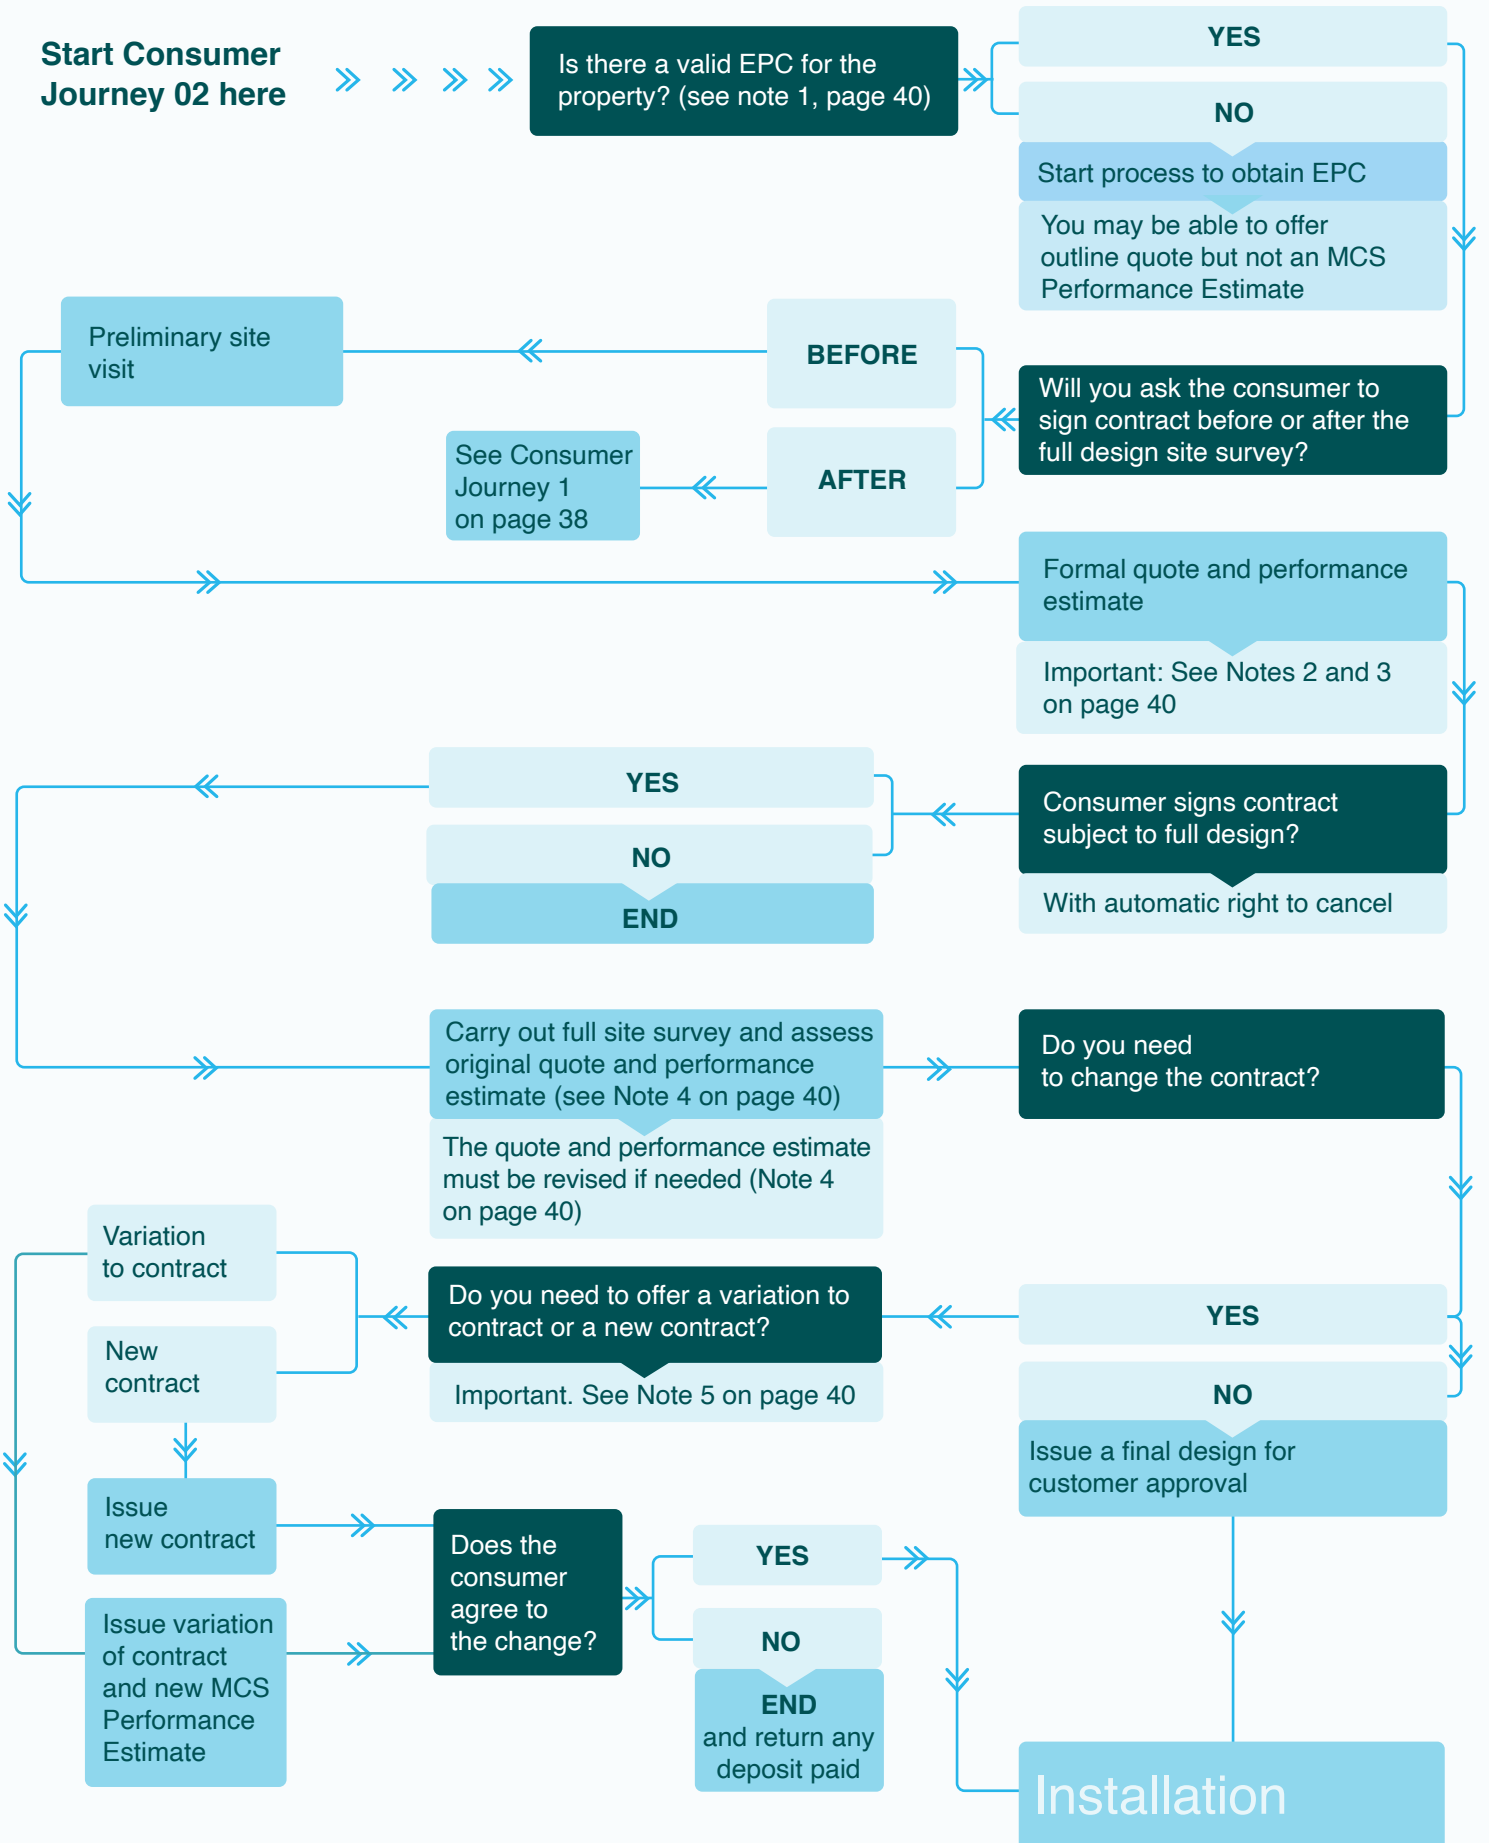 Start Consumer
Journey 02 here
Is there a valid EPC for the
property? (see note 1, page 40)
YES
NO
Start process to obtain EPC
You may be able to offer
outline quote but not an MCS
Performance Estimate
Preliminary site
visit
BEFORE
Will you ask the consumer to
sign contract before or after the
full design site survey?
See Consumer
Journey 1
on page 38
AFTER
Formal quote and performance
estimate
Important: See Notes 2 and 3
on page 40
YES
NO
END
Consumer signs contract
subject to full design?
With automatic right to cancel
Carry out full site survey and assess
original quote and performance
estimate (see Note 4 on page 40)
The quote and performance estimate
must be revised if needed (Note 4
on page 40)
Do you need
to change the contract?
Variation
to contract
New
contract
Do you need to offer a variation to
contract or a new contract?
Important. See Note 5 on page 40
YES
NO
Issue a final design for
customer approval
Issue
new contract
Issue variation
of contract
and new MCS
Performance
Estimate
Does the
consumer
agree to
the change?
YES
NO
END
and return any
deposit paid
Installation